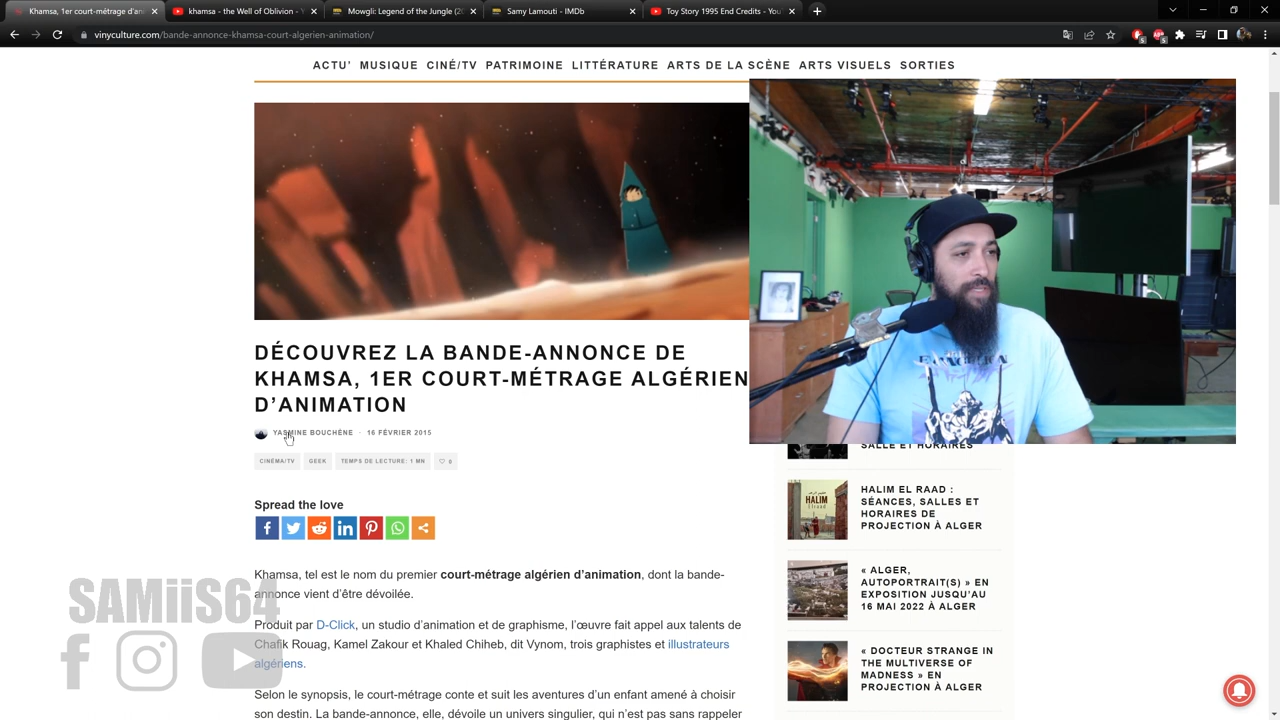 khamsa, 1er court-métrage d'an
khamsa - the Well of Oblivion - Y
Mowgli: Legend of the Jungle (20
Samy Lamouti - IMDb
Toy Story 1995 End Credits - You
vinyculture.com/bande-annonce-khamsa-court-algerien-animation/
ACTU' MUSIQUE CINÉ/TV PATRIMOINE LITTÉRATURE ARTS DE LA SCÈNE ARTS VISUELS SORTIES
DÉCOUVREZ LA BANDE-ANNONCE DE
KHAMSA, 1ER COURT-MÉTRAGE ALGÉRIEN
D'ANIMATION
YASMINE BOUCHÈNE · 16 FÉVRIER 2015
CINÉMA/TV GEEK TEMPS DE LECTURE: 1 MN 0
Spread the love
Khamsa, tel est le nom du premier court-métrage algérien d'animation, dont la bande-
annonce vient d'être dévoilée.
Produit par D-Click, un studio d'animation et de graphisme, l'œuvre fait appel aux talents de
Chafik Rouag, Kamel Zakour et Khaled Chiheb, dit Vynom, trois graphistes et illustrateurs
algériens.
Selon le synopsis, le court-métrage conte et suit les aventures d'un enfant amené à choisir
son destin. La bande-annonce, elle, dévoile un univers singulier, qui n'est pas sans rappeler
SALLE ET HORAIRES
HALIM EL RAAD :
SÉANCES, SALLES ET
HORAIRES DE
PROJECTION À ALGER
« ALGER,
AUTOPORTRAIT(S) » EN
EXPOSITION JUSQU'AU
16 MAI 2022 À ALGER
« DOCTEUR STRANGE IN
THE MULTIVERSE OF
MADNESS » EN
PROJECTION À ALGER
HALIM
SAMiiS64